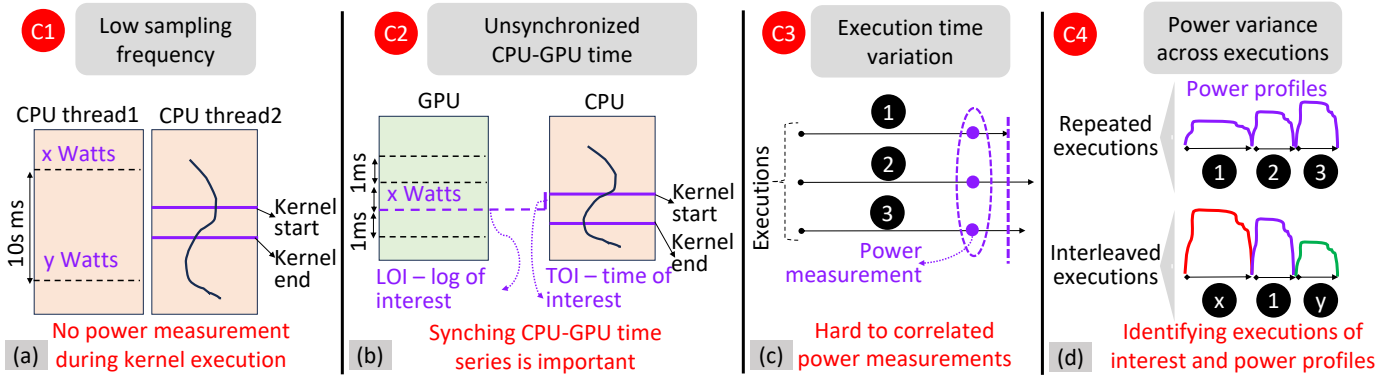 C1
Low sampling
frequency
CPU thread1
CPU thread2
x Watts
10s ms
y Watts
Kernel
start
Kernel
end
No power measurement
during kernel execution
(a)
C2
Unsynchronized
CPU-GPU time
GPU
CPU
1ms
x Watts
1ms
Kernel
start
Kernel
end
LOI – log of
interest
TOI – time of
interest
Synching CPU-GPU time
series is important
(b)
C3
Execution time
variation
Executions
1
2
3
Power
measurement
Hard to correlated
power measurements
(c)
C4
Power variance
across executions
Power profiles
Repeated
executions
1
2
3
Interleaved
executions
x
1
y
Identifying executions of
interest and power profiles
(d)